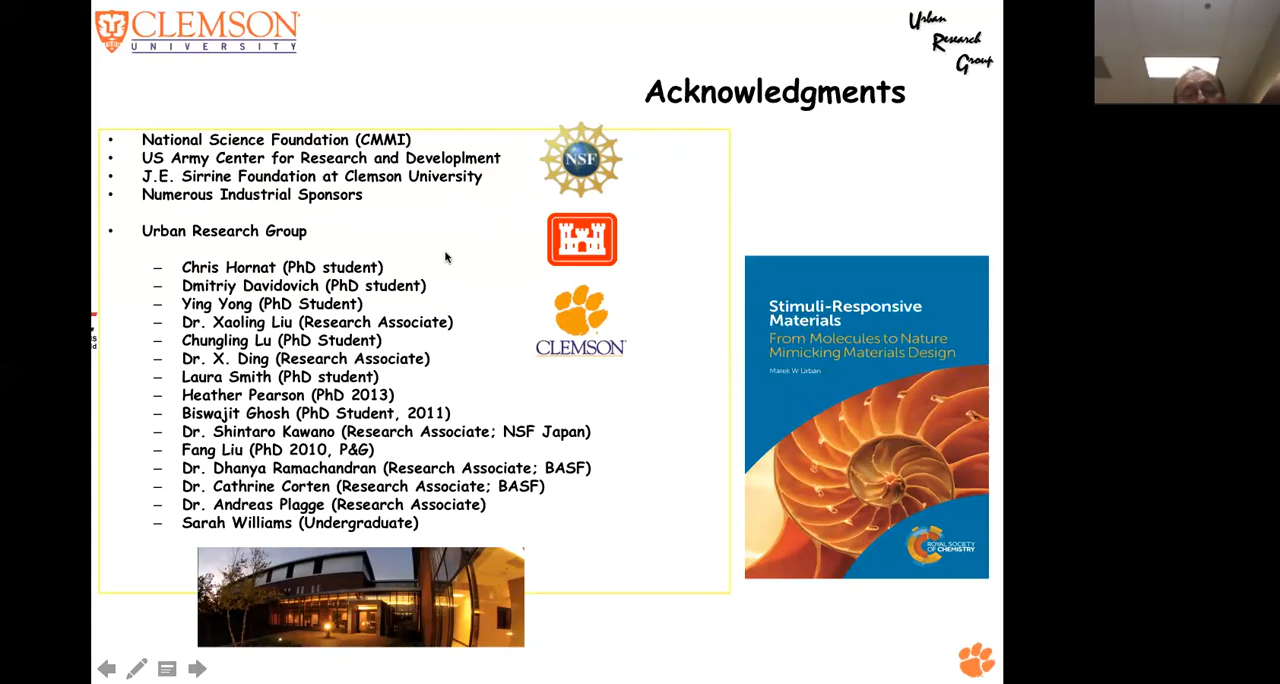 CLEMSON
UNIVERSITY
Urban
Research
Group
Acknowledgments
• National Science Foundation (CMMI)
• US Army Center for Research and Developlment
• J.E. Sirrine Foundation at Clemson University
• Numerous Industrial Sponsors
• Urban Research Group
– Chris Hornat (PhD student)
– Dmitriy Davidovich (PhD student)
– Ying Yong (PhD Student)
– Dr. Xaoling Liu (Research Associate)
– Chungling Lu (PhD Student)
– Dr. X. Ding (Research Associate)
– Laura Smith (PhD student)
– Heather Pearson (PhD 2013)
– Biswajit Ghosh (PhD Student, 2011)
– Dr. Shintaro Kawano (Research Associate; NSF Japan)
– Fang Liu (PhD 2010, P&G)
– Dr. Dhanya Ramachandran (Research Associate; BASF)
– Dr. Cathrine Corten (Research Associate; BASF)
– Dr. Andreas Plagge (Research Associate)
– Sarah Williams (Undergraduate)
NSF
CLEMSON
Stimuli-Responsive
Materials
From Molecules to Nature
Mimicking Materials Design
Marek W Urban
ROYAL SOCIETY
OF CHEMISTRY